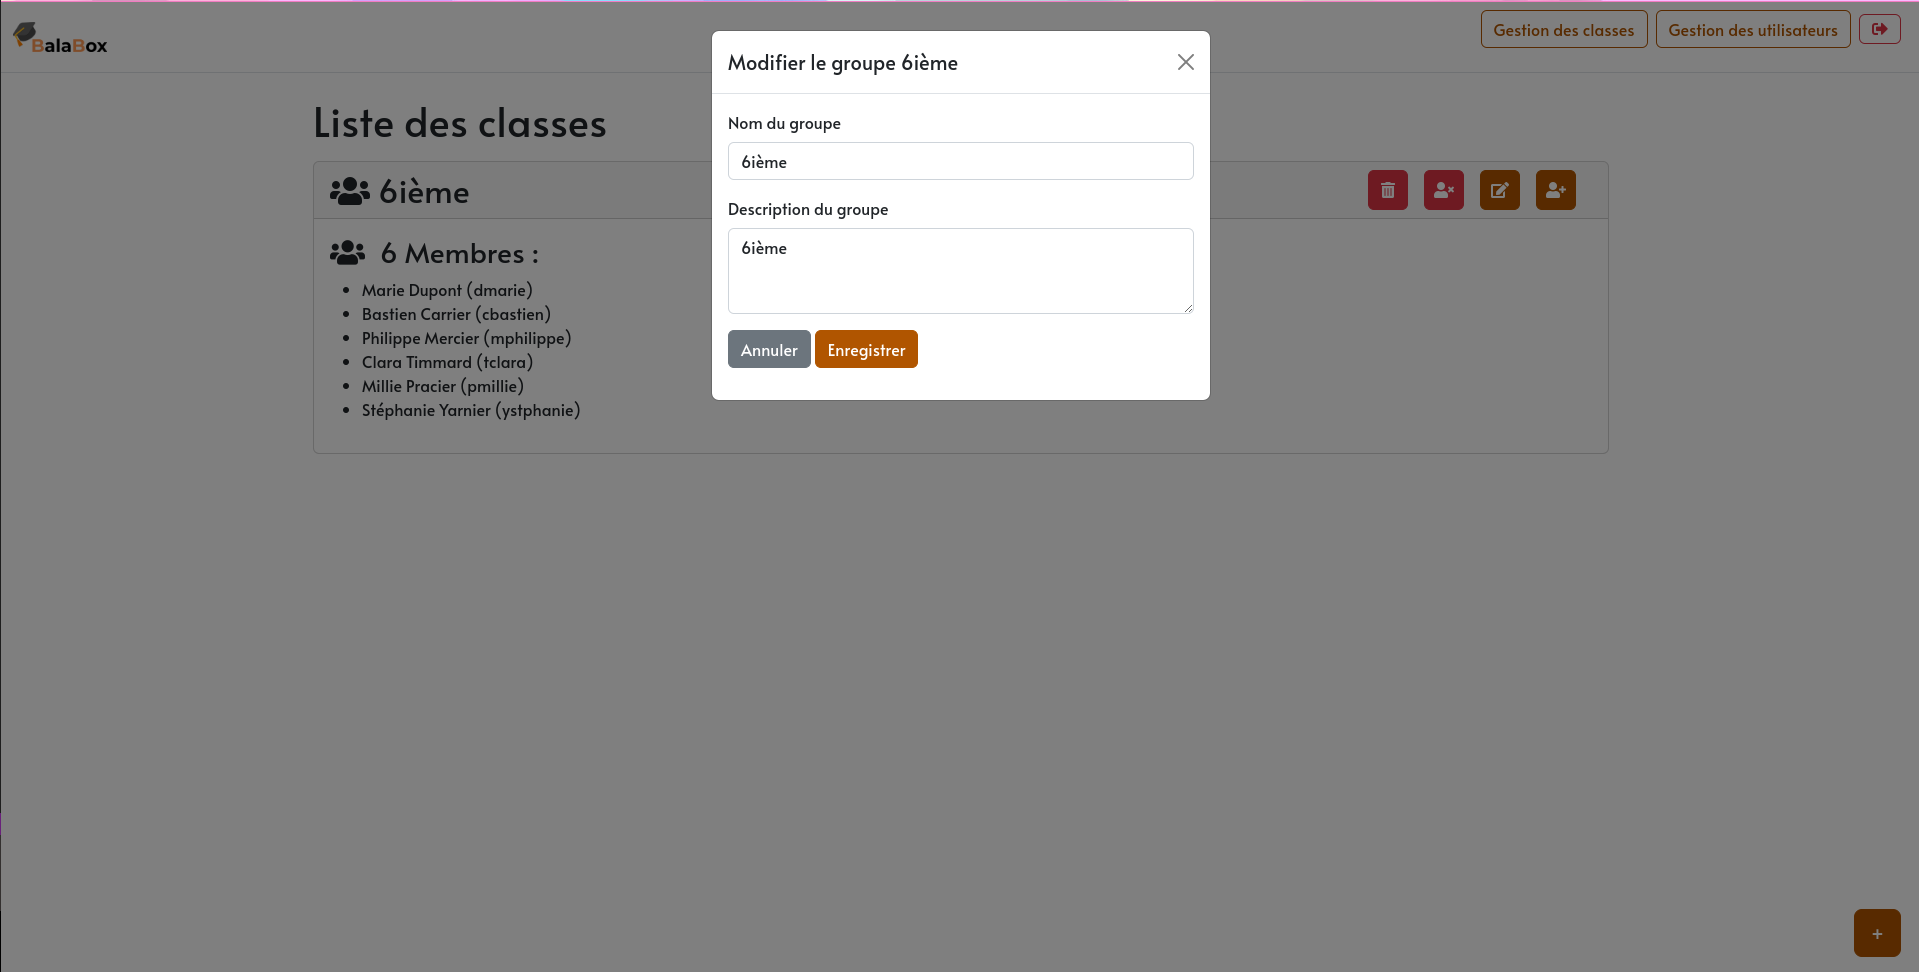 BalaBox
Gestion des classes
Gestion des utilisateurs
Modifier le groupe 6ième
Nom du groupe
6ième
Description du groupe
6ième
Annuler Enregistrer
Liste des classes
6ième
6 Membres :
Marie Dupont (dmarie)
Bastien Carrier (cbastien)
Philippe Mercier (mphilippe)
Clara Timmard (tclara)
Millie Pracier (pmillie)
Stéphanie Yarnier (ystphanie)
+